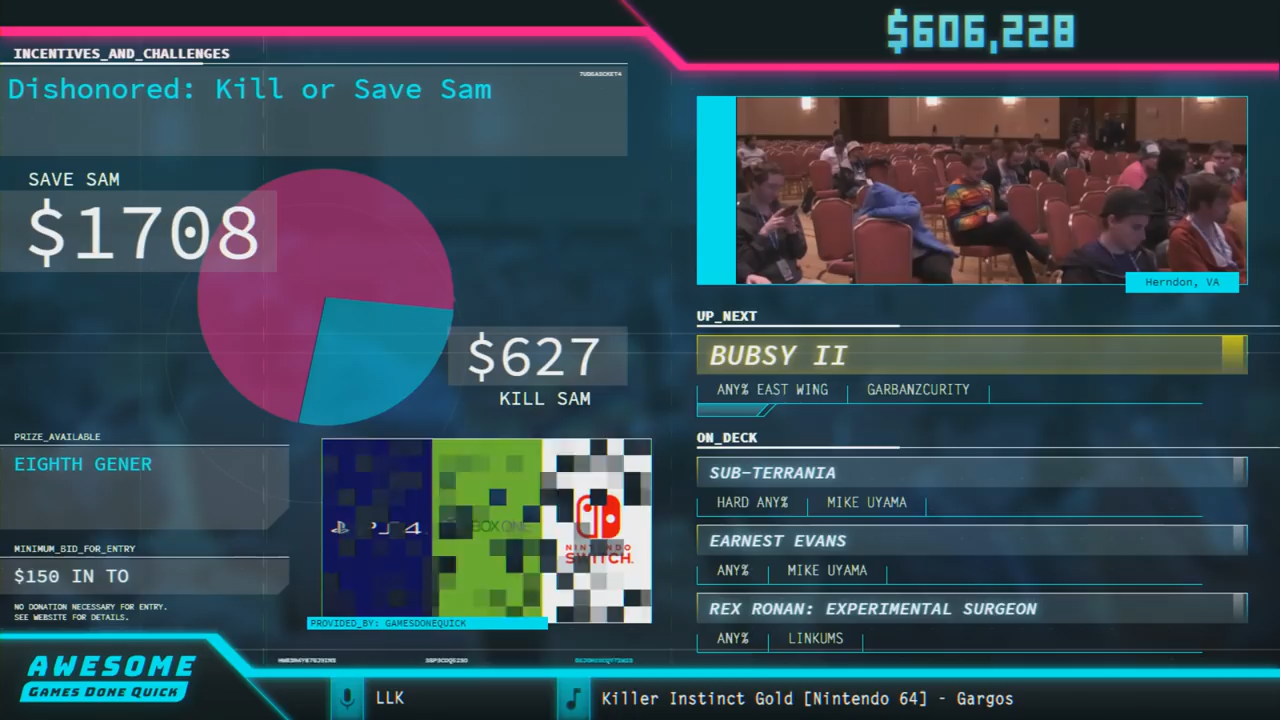 $606,228
INCENTIVES_AND_CHALLENGES
Dishonored: Kill or Save Sam
SAVE SAM
$1708
$627
KILL SAM
PRIZE_AVAILABLE
EIGHTH GENER
MINIMUM_BID_FOR_ENTRY
$150 IN TO
NO DONATION NECESSARY FOR ENTRY.
SEE WEBSITE FOR DETAILS.
PS4
XBOX ONE
NINTENDO
SWITCH
PROVIDED_BY: GAMESDONEQUICK
Herndon, VA
UP_NEXT
BUBSY II
ANY% EAST WING GARBANZCURITY
ON_DECK
SUB-TERRANIA
HARD ANY% MIKE UYAMA
EARNEST EVANS
ANY% MIKE UYAMA
REX RONAN: EXPERIMENTAL SURGEON
ANY% LINKUMS
AWESOME
GAMES DONE QUICK
LLK
Killer Instinct Gold [Nintendo 64] - Gargos